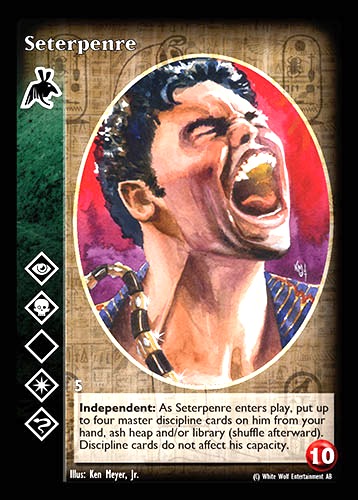 Seterpenre
5
Independent: As Seterpenre enters play, put up
to four master discipline cards on him from your
hand, ash heap and/or library (shuffle afterward).
Discipline cards do not affect his capacity.
10
Illus: Ken Meyer, Jr.
(C) White Wolf Entertainment AB